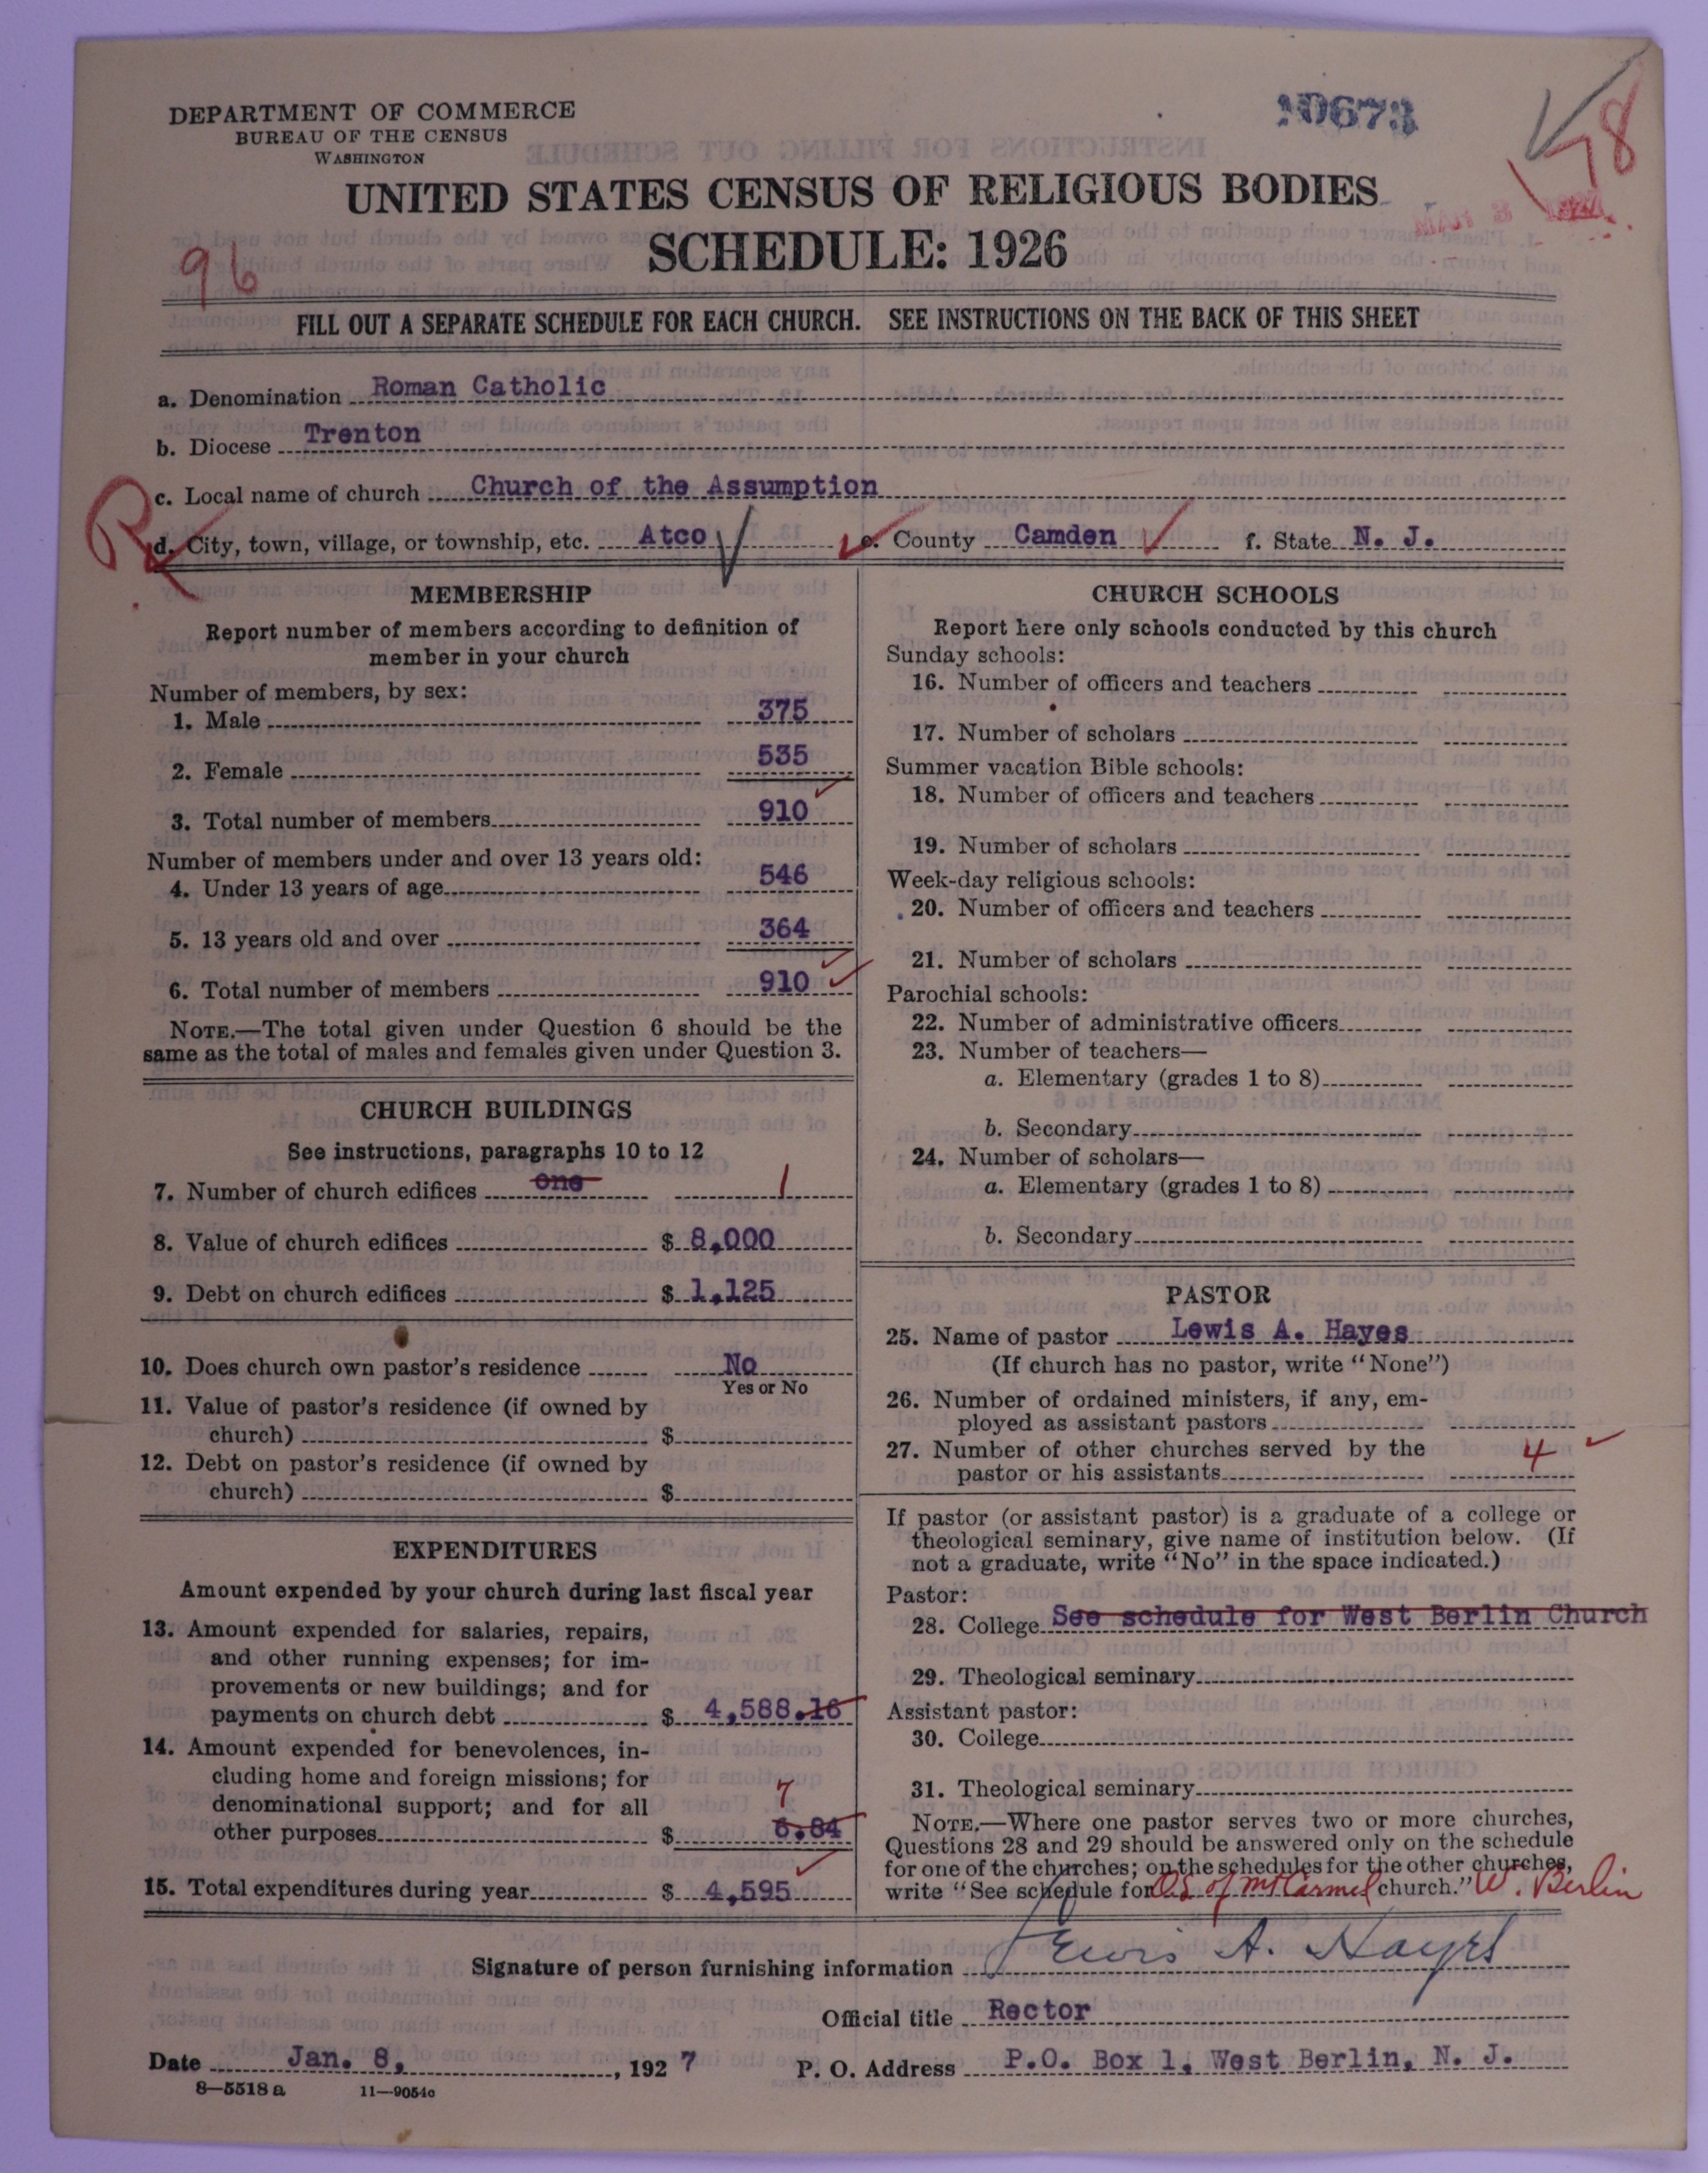 DEPARTMENT OF COMMERCE
BUREAU OF THE CENSUS
WASHINGTON
10673
78
UNITED STATES CENSUS OF RELIGIOUS BODIES
MAR 3 1927
SCHEDULE: 1926
96
FILL OUT A SEPARATE SCHEDULE FOR EACH CHURCH. SEE INSTRUCTIONS ON THE BACK OF THIS SHEET
a. Denomination Roman Catholic
b. Diocese Trenton
c. Local name of church Church of the Assumption
R
d. City, town, village, or township, etc. Atco e. County Camden f. State N. J.
MEMBERSHIP
Report number of members according to definition of
member in your church
Number of members, by sex:
1. Male 375
2. Female 535
3. Total number of members 910
Number of members under and over 13 years old:
4. Under 13 years of age 546
5. 13 years old and over 364
6. Total number of members 910
NOTE.—The total given under Question 6 should be the
same as the total of males and females given under Question 3.
CHURCH BUILDINGS
See instructions, paragraphs 10 to 12
7. Number of church edifices one 1
8. Value of church edifices $ 8,000
9. Debt on church edifices $ 1,125
10. Does church own pastor's residence No
Yes or No
11. Value of pastor's residence (if owned by
church) $
12. Debt on pastor's residence (if owned by
church) $
EXPENDITURES
Amount expended by your church during last fiscal year
13. Amount expended for salaries, repairs,
and other running expenses; for im-
provements or new buildings; and for
payments on church debt $ 4,588.16
14. Amount expended for benevolences, in-
cluding home and foreign missions; for
denominational support; and for all 7
other purposes $ 6.84
15. Total expenditures during year $ 4,595
CHURCH SCHOOLS
Report here only schools conducted by this church
Sunday schools:
16. Number of officers and teachers
17. Number of scholars
Summer vacation Bible schools:
18. Number of officers and teachers
19. Number of scholars
Week-day religious schools:
20. Number of officers and teachers
21. Number of scholars
Parochial schools:
22. Number of administrative officers
23. Number of teachers—
a. Elementary (grades 1 to 8)
b. Secondary
24. Number of scholars—
a. Elementary (grades 1 to 8)
b. Secondary
PASTOR
25. Name of pastor Lewis A. Hayes
(If church has no pastor, write "None")
26. Number of ordained ministers, if any, em-
ployed as assistant pastors
27. Number of other churches served by the 4
pastor or his assistants
If pastor (or assistant pastor) is a graduate of a college or
theological seminary, give name of institution below. (If
not a graduate, write "No" in the space indicated.)
Pastor:
28. College See schedule for West Berlin Church
29. Theological seminary
Assistant pastor:
30. College
31. Theological seminary
NOTE.—Where one pastor serves two or more churches,
Questions 28 and 29 should be answered only on the schedule
for one of the churches; on the schedules for the other churches,
write "See schedule for O.L. of Mt Carmel church." W. Berlin
Signature of person furnishing information Lewis A. Hayes
Official title Rector
Date Jan. 8, 1927 P. O. Address P.O. Box 1, West Berlin, N. J.
8—5518 a 11—9054c